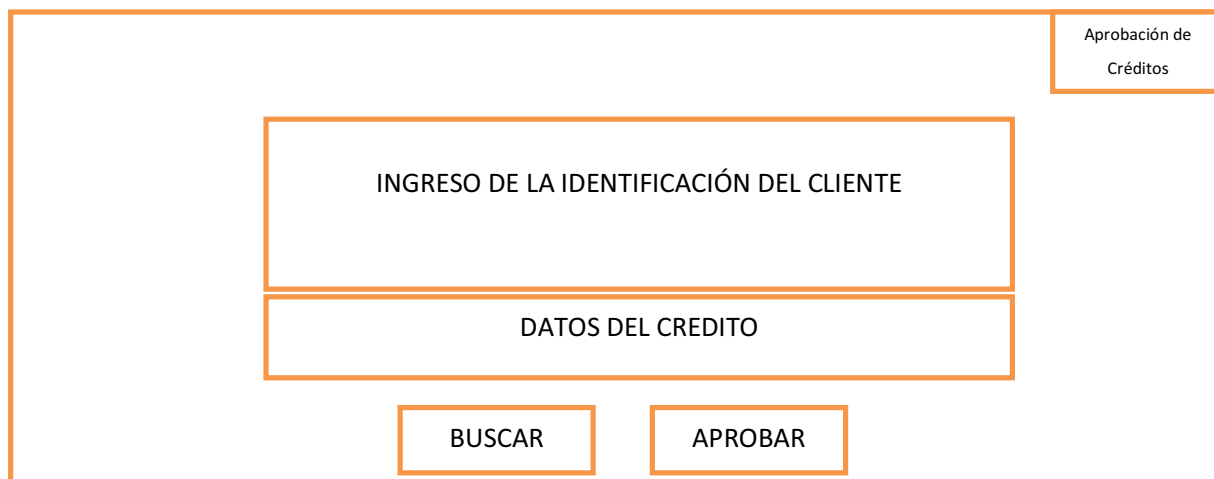 Aprobación de
Créditos
INGRESO DE LA IDENTIFICACIÓN DEL CLIENTE
DATOS DEL CREDITO
BUSCAR
APROBAR